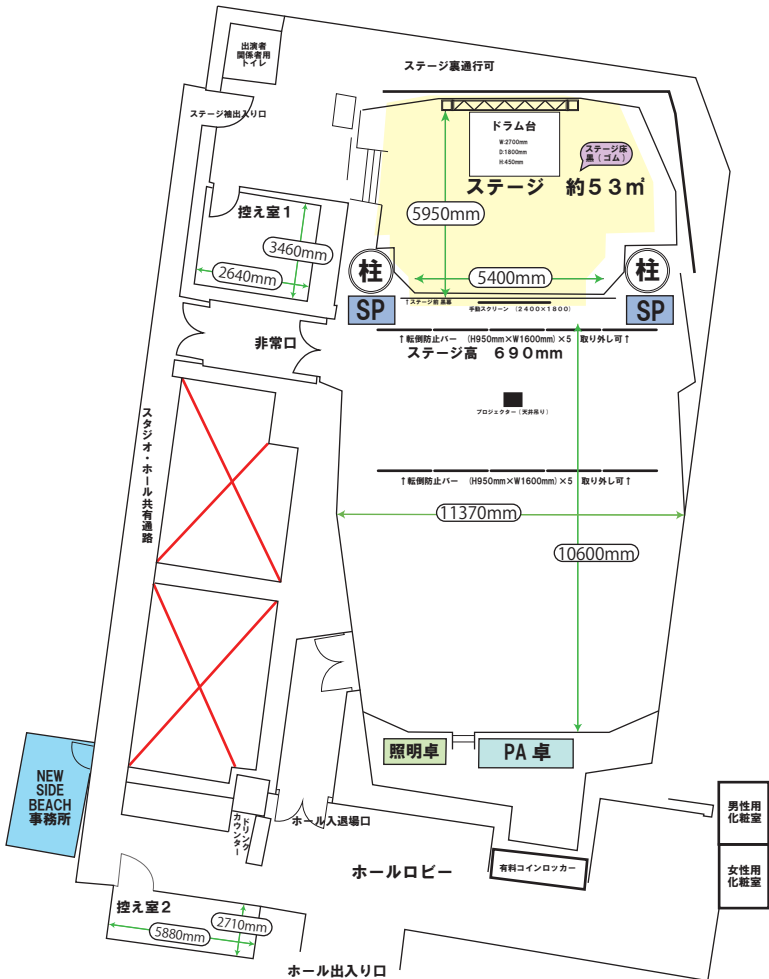 出演者
関係者用
トイレ
ステージ裏通行可
ステージ袖出入り口
ドラム台
W:2700mm
D:1800mm
H:450mm
ステージ床
黒(ゴム)
ステージ 約53㎡
控え室1
5950mm
3460mm
2640mm
5400mm
柱
柱
SP
SP
↑ステージ前 黒幕
手動スクリーン (2400×1800)
↑転倒防止バー (H950mm×W1600mm)×5 取り外し可↑
ステージ高 690mm
非常口
プロジェクター(天井吊り)
スタジオ・ホール共有通路
↑転倒防止バー (H950mm×W1600mm)×5 取り外し可↑
11370mm
10600mm
照明卓
PA 卓
NEW
SIDE
BEACH
事務所
ドリンク
カウンター
ホール入退場口
男性用
化粧室
女性用
化粧室
ホールロビー
有料コインロッカー
控え室2
2710mm
5880mm
ホール出入り口